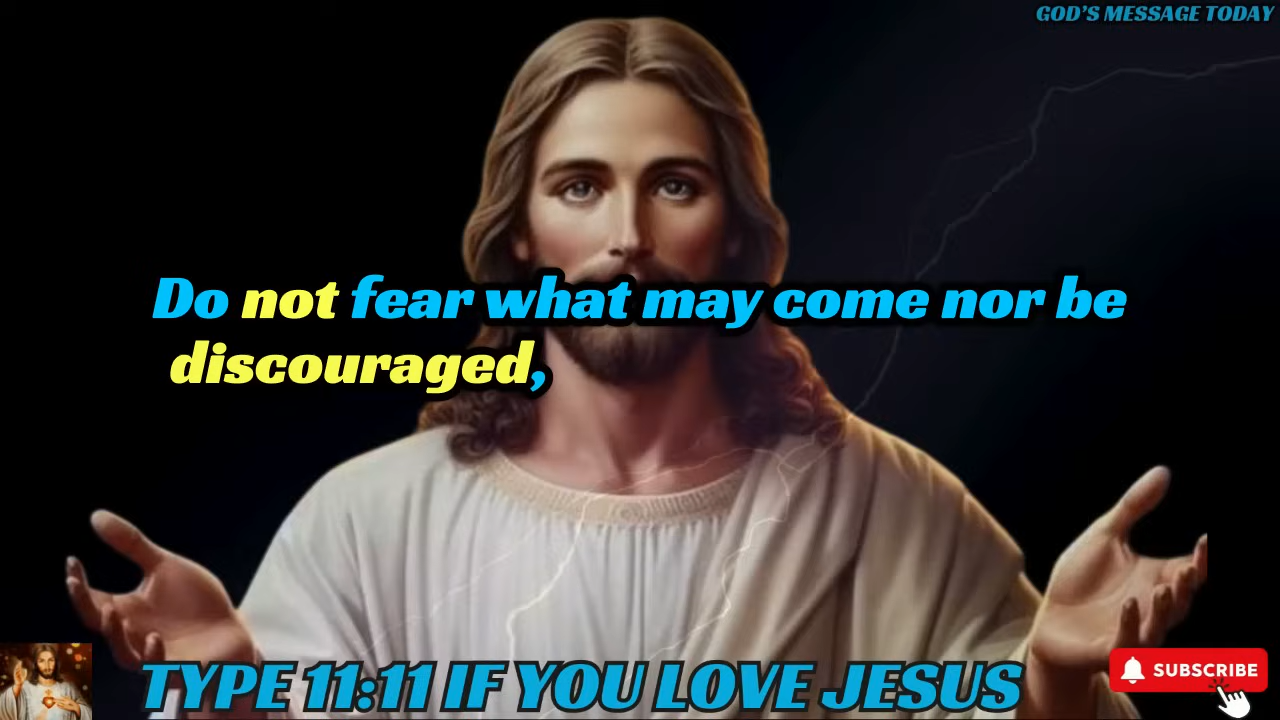 GOD'S MESSAGE TODAY
Do not fear what may come nor be
discouraged,
TYPE 11:11 IF YOU LOVE JESUS
SUBSCRIBE